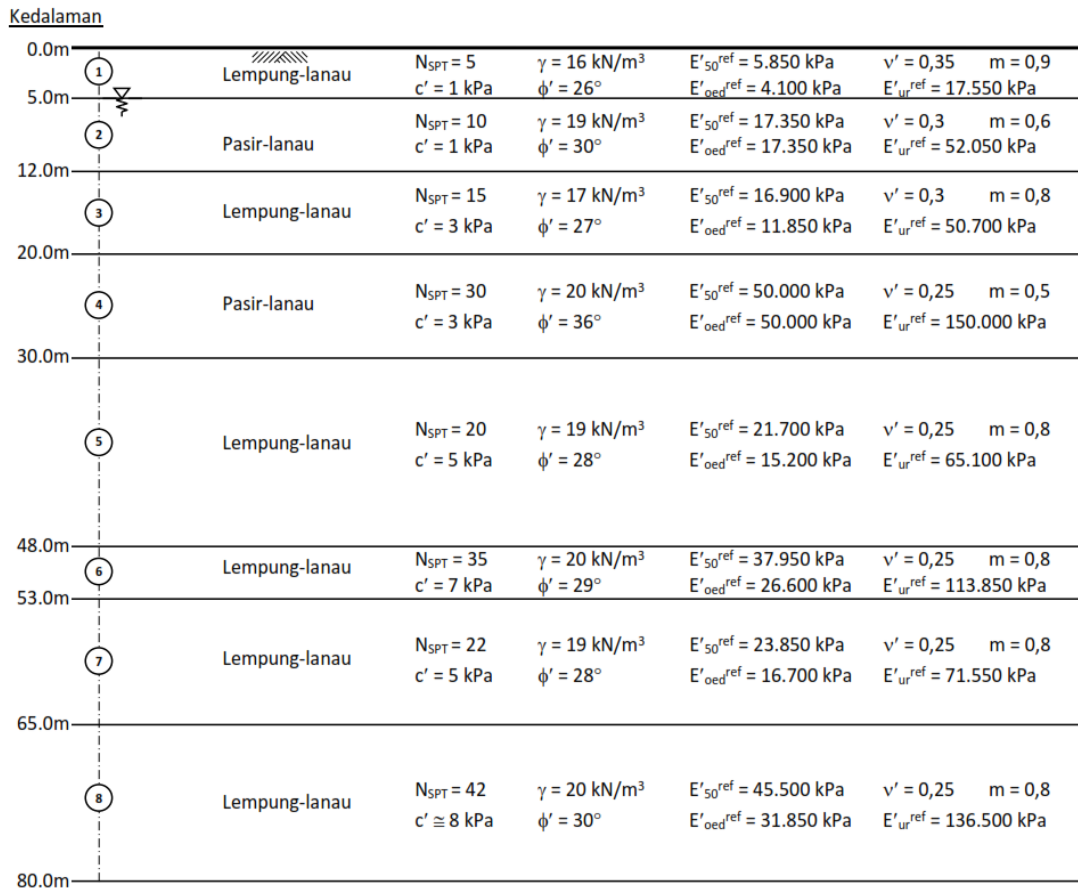 Kedalaman
0.0m
1 Lempung-lanau N_SPT = 5 γ = 16 kN/m³ E′₅₀ʳᵉᶠ = 5.850 kPa ν′ = 0,35 m = 0,9
c′ = 1 kPa ϕ′ = 26° E′ₒₑdʳᵉᶠ = 4.100 kPa E′ᵤᵣʳᵉᶠ = 17.550 kPa
5.0m
2 Pasir-lanau N_SPT = 10 γ = 19 kN/m³ E′₅₀ʳᵉᶠ = 17.350 kPa ν′ = 0,3 m = 0,6
c′ = 1 kPa ϕ′ = 30° E′ₒₑdʳᵉᶠ = 17.350 kPa E′ᵤᵣʳᵉᶠ = 52.050 kPa
12.0m
3 Lempung-lanau N_SPT = 15 γ = 17 kN/m³ E′₅₀ʳᵉᶠ = 16.900 kPa ν′ = 0,3 m = 0,8
c′ = 3 kPa ϕ′ = 27° E′ₒₑdʳᵉᶠ = 11.850 kPa E′ᵤᵣʳᵉᶠ = 50.700 kPa
20.0m
4 Pasir-lanau N_SPT = 30 γ = 20 kN/m³ E′₅₀ʳᵉᶠ = 50.000 kPa ν′ = 0,25 m = 0,5
c′ = 3 kPa ϕ′ = 36° E′ₒₑdʳᵉᶠ = 50.000 kPa E′ᵤᵣʳᵉᶠ = 150.000 kPa
30.0m
5 Lempung-lanau N_SPT = 20 γ = 19 kN/m³ E′₅₀ʳᵉᶠ = 21.700 kPa ν′ = 0,25 m = 0,8
c′ = 5 kPa ϕ′ = 28° E′ₒₑdʳᵉᶠ = 15.200 kPa E′ᵤᵣʳᵉᶠ = 65.100 kPa
48.0m
6 Lempung-lanau N_SPT = 35 γ = 20 kN/m³ E′₅₀ʳᵉᶠ = 37.950 kPa ν′ = 0,25 m = 0,8
c′ = 7 kPa ϕ′ = 29° E′ₒₑdʳᵉᶠ = 26.600 kPa E′ᵤᵣʳᵉᶠ = 113.850 kPa
53.0m
7 Lempung-lanau N_SPT = 22 γ = 19 kN/m³ E′₅₀ʳᵉᶠ = 23.850 kPa ν′ = 0,25 m = 0,8
c′ = 5 kPa ϕ′ = 28° E′ₒₑdʳᵉᶠ = 16.700 kPa E′ᵤᵣʳᵉᶠ = 71.550 kPa
65.0m
8 Lempung-lanau N_SPT = 42 γ = 20 kN/m³ E′₅₀ʳᵉᶠ = 45.500 kPa ν′ = 0,25 m = 0,8
c′ ≅ 8 kPa ϕ′ = 30° E′ₒₑdʳᵉᶠ = 31.850 kPa E′ᵤᵣʳᵉᶠ = 136.500 kPa
80.0m